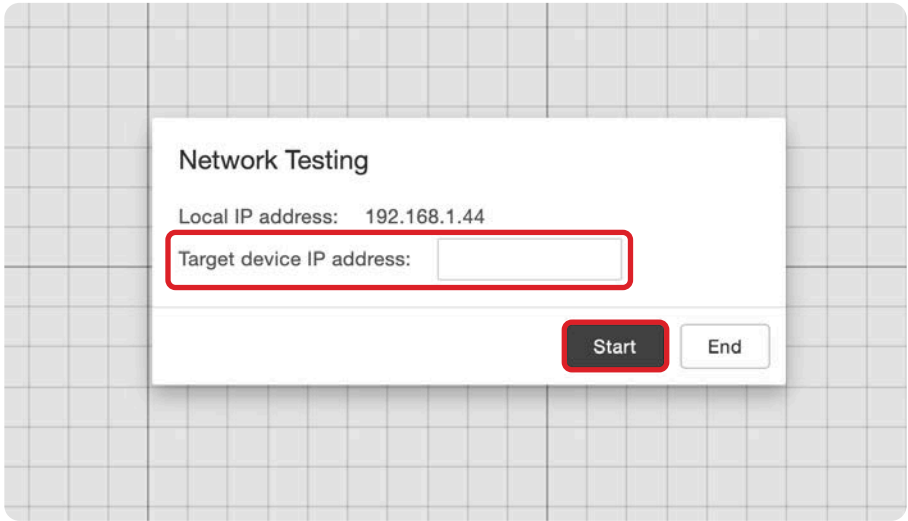 Network Testing
Local IP address: 192.168.1.44
Target device IP address:
Start End